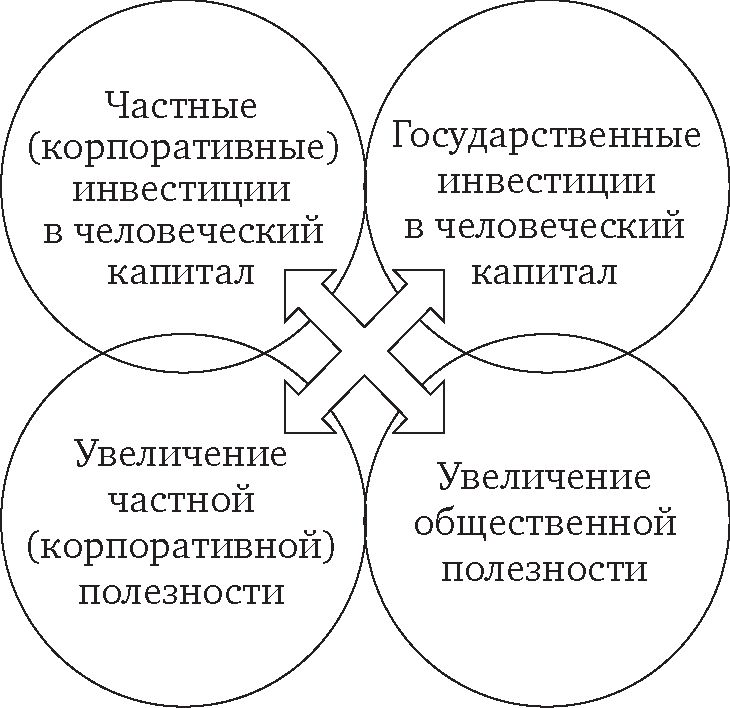 Частные
(корпоративные)
инвестиции
в человеческий
капитал
Государственные
инвестиции
в человеческий
капитал
Увеличение
частной
(корпоративной)
полезности
Увеличение
общественной
полезности